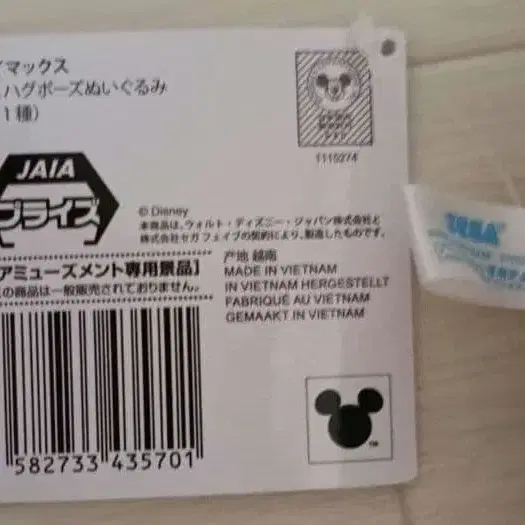 イマックス
ハグポーズぬいぐるみ
1種)
1110274
JAIA
プライズ
© Disney
本商品は、ウォルト・ディズニー・ジャパン株式会社と
株式会社セガ フェイブの契約により、製造したものです。
アミューズメント専用景品】
の商品は一般販売されておりません。
产地 越南
MADE IN VIETNAM
IN VIETNAM HERGESTELLT
FABRIQUÉ AU VIETNAM
GEMAAKT IN VIETNAM
582733 435701
TM
SEGA